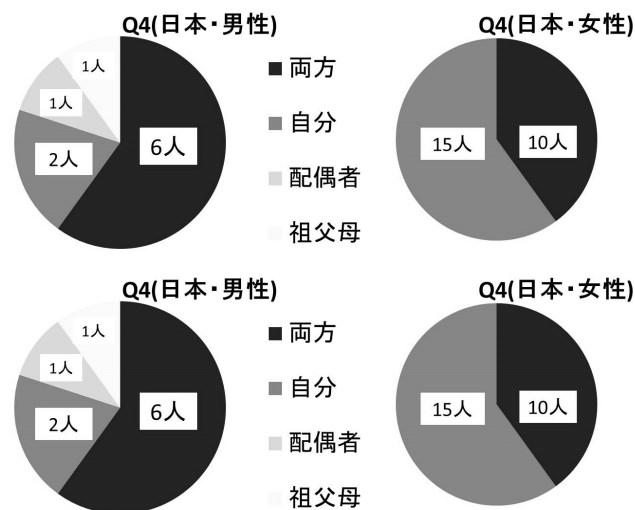 Q4(日本・男性)
1人
1人
2人
6人
両方
自分
配偶者
祖父母
Q4(日本・女性)
15人
10人
Q4(日本・男性)
1人
1人
2人
6人
両方
自分
配偶者
祖父母
Q4(日本・女性)
15人
10人